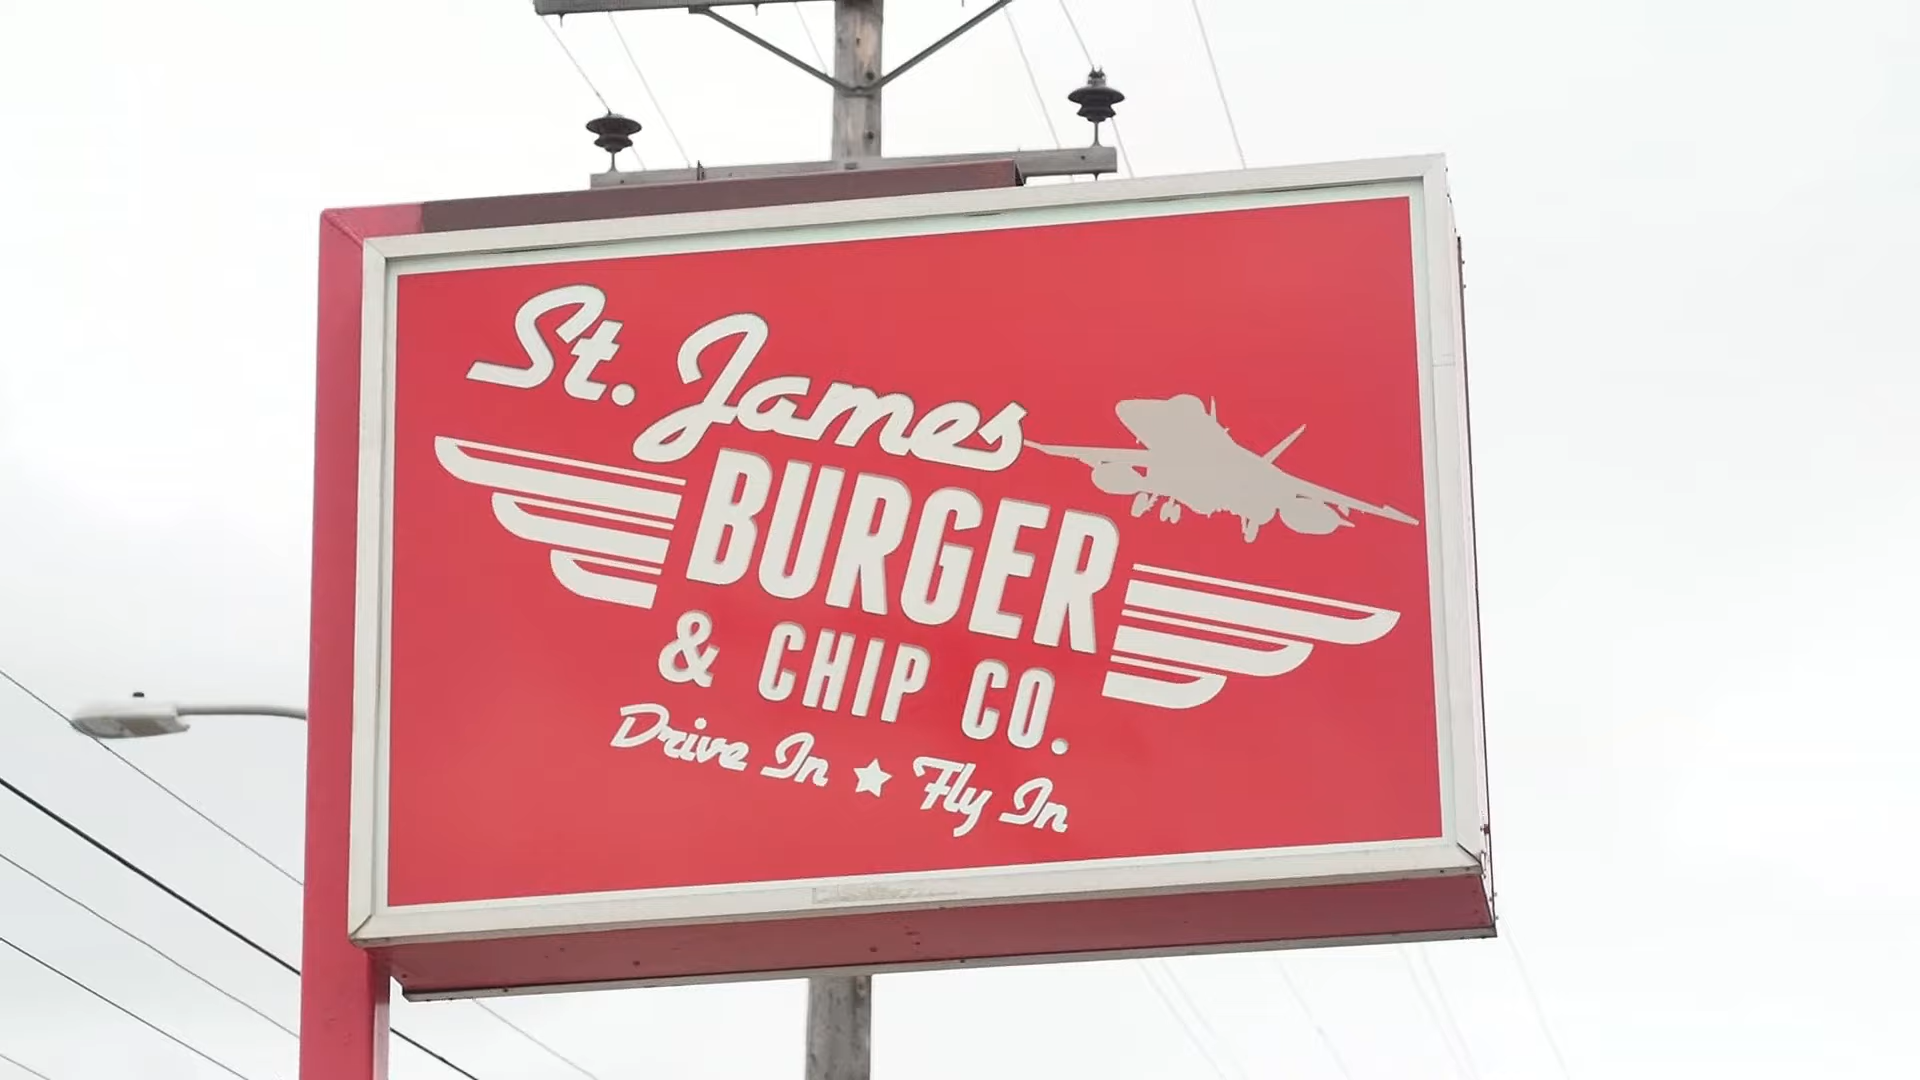 St. James
BURGER
& CHIP CO.
Drive In ★ Fly In